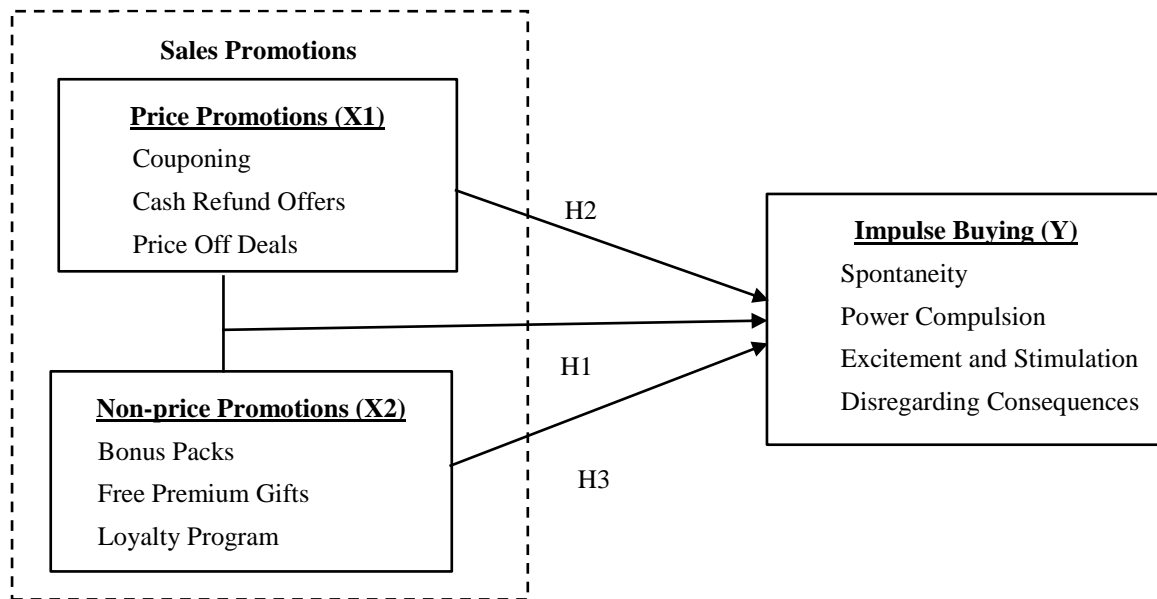 Sales Promotions
Price Promotions (X1)
Couponing
Cash Refund Offers
Price Off Deals
H2
Impulse Buying (Y)
Spontaneity
Power Compulsion
Excitement and Stimulation
Disregarding Consequences
H1
Non-price Promotions (X2)
Bonus Packs
Free Premium Gifts
Loyalty Program
H3